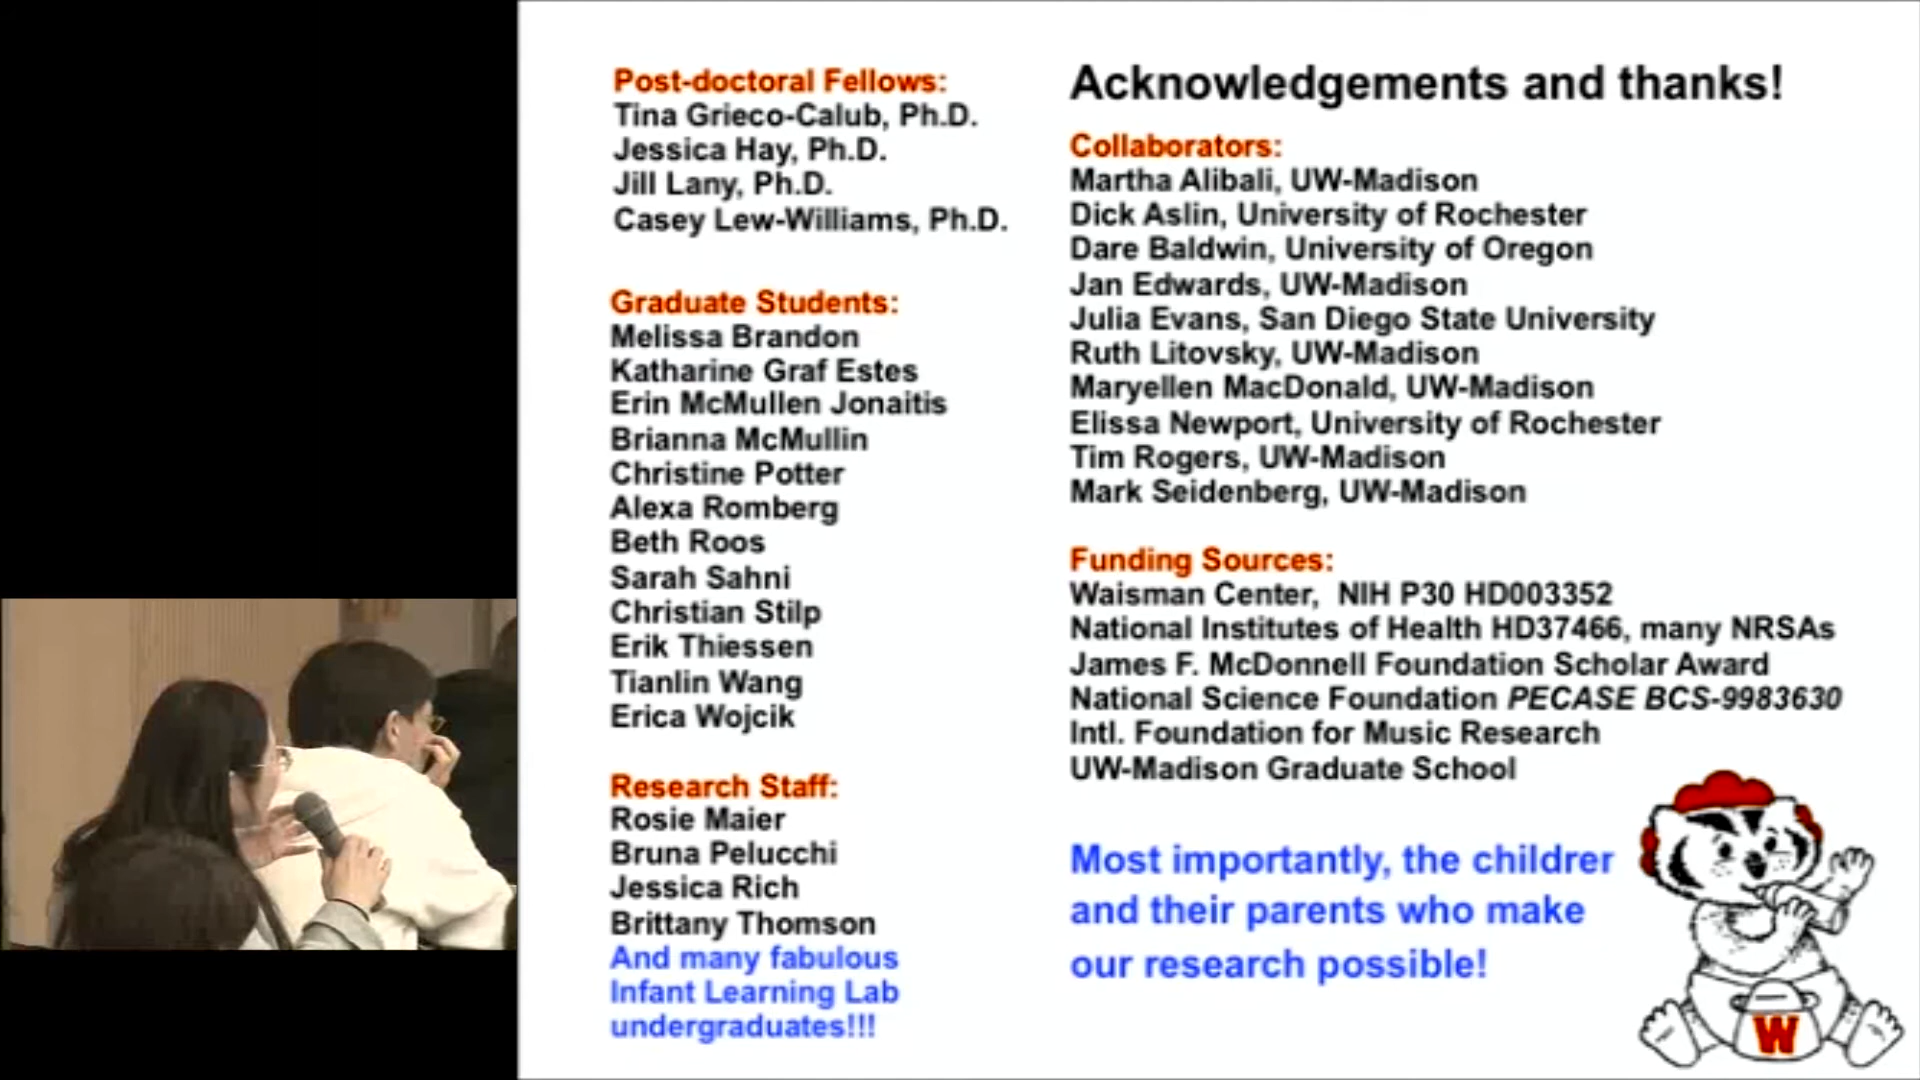 Post-doctoral Fellows:
Tina Grieco-Calub, Ph.D.
Jessica Hay, Ph.D.
Jill Lany, Ph.D.
Casey Lew-Williams, Ph.D.
Graduate Students:
Melissa Brandon
Katharine Graf Estes
Erin McMullen Jonaitis
Brianna McMullin
Christine Potter
Alexa Romberg
Beth Roos
Sarah Sahni
Christian Stilp
Erik Thiessen
Tianlin Wang
Erica Wojcik
Research Staff:
Rosie Maier
Bruna Pelucchi
Jessica Rich
Brittany Thomson
And many fabulous
Infant Learning Lab
undergraduates!!!
Acknowledgements and thanks!
Collaborators:
Martha Alibali, UW-Madison
Dick Aslin, University of Rochester
Dare Baldwin, University of Oregon
Jan Edwards, UW-Madison
Julia Evans, San Diego State University
Ruth Litovsky, UW-Madison
Maryellen MacDonald, UW-Madison
Elissa Newport, University of Rochester
Tim Rogers, UW-Madison
Mark Seidenberg, UW-Madison
Funding Sources:
Waisman Center, NIH P30 HD003352
National Institutes of Health HD37466, many NRSAs
James F. McDonnell Foundation Scholar Award
National Science Foundation PECASE BCS-9983630
Intl. Foundation for Music Research
UW-Madison Graduate School
Most importantly, the childrer
and their parents who make
our research possible!
W